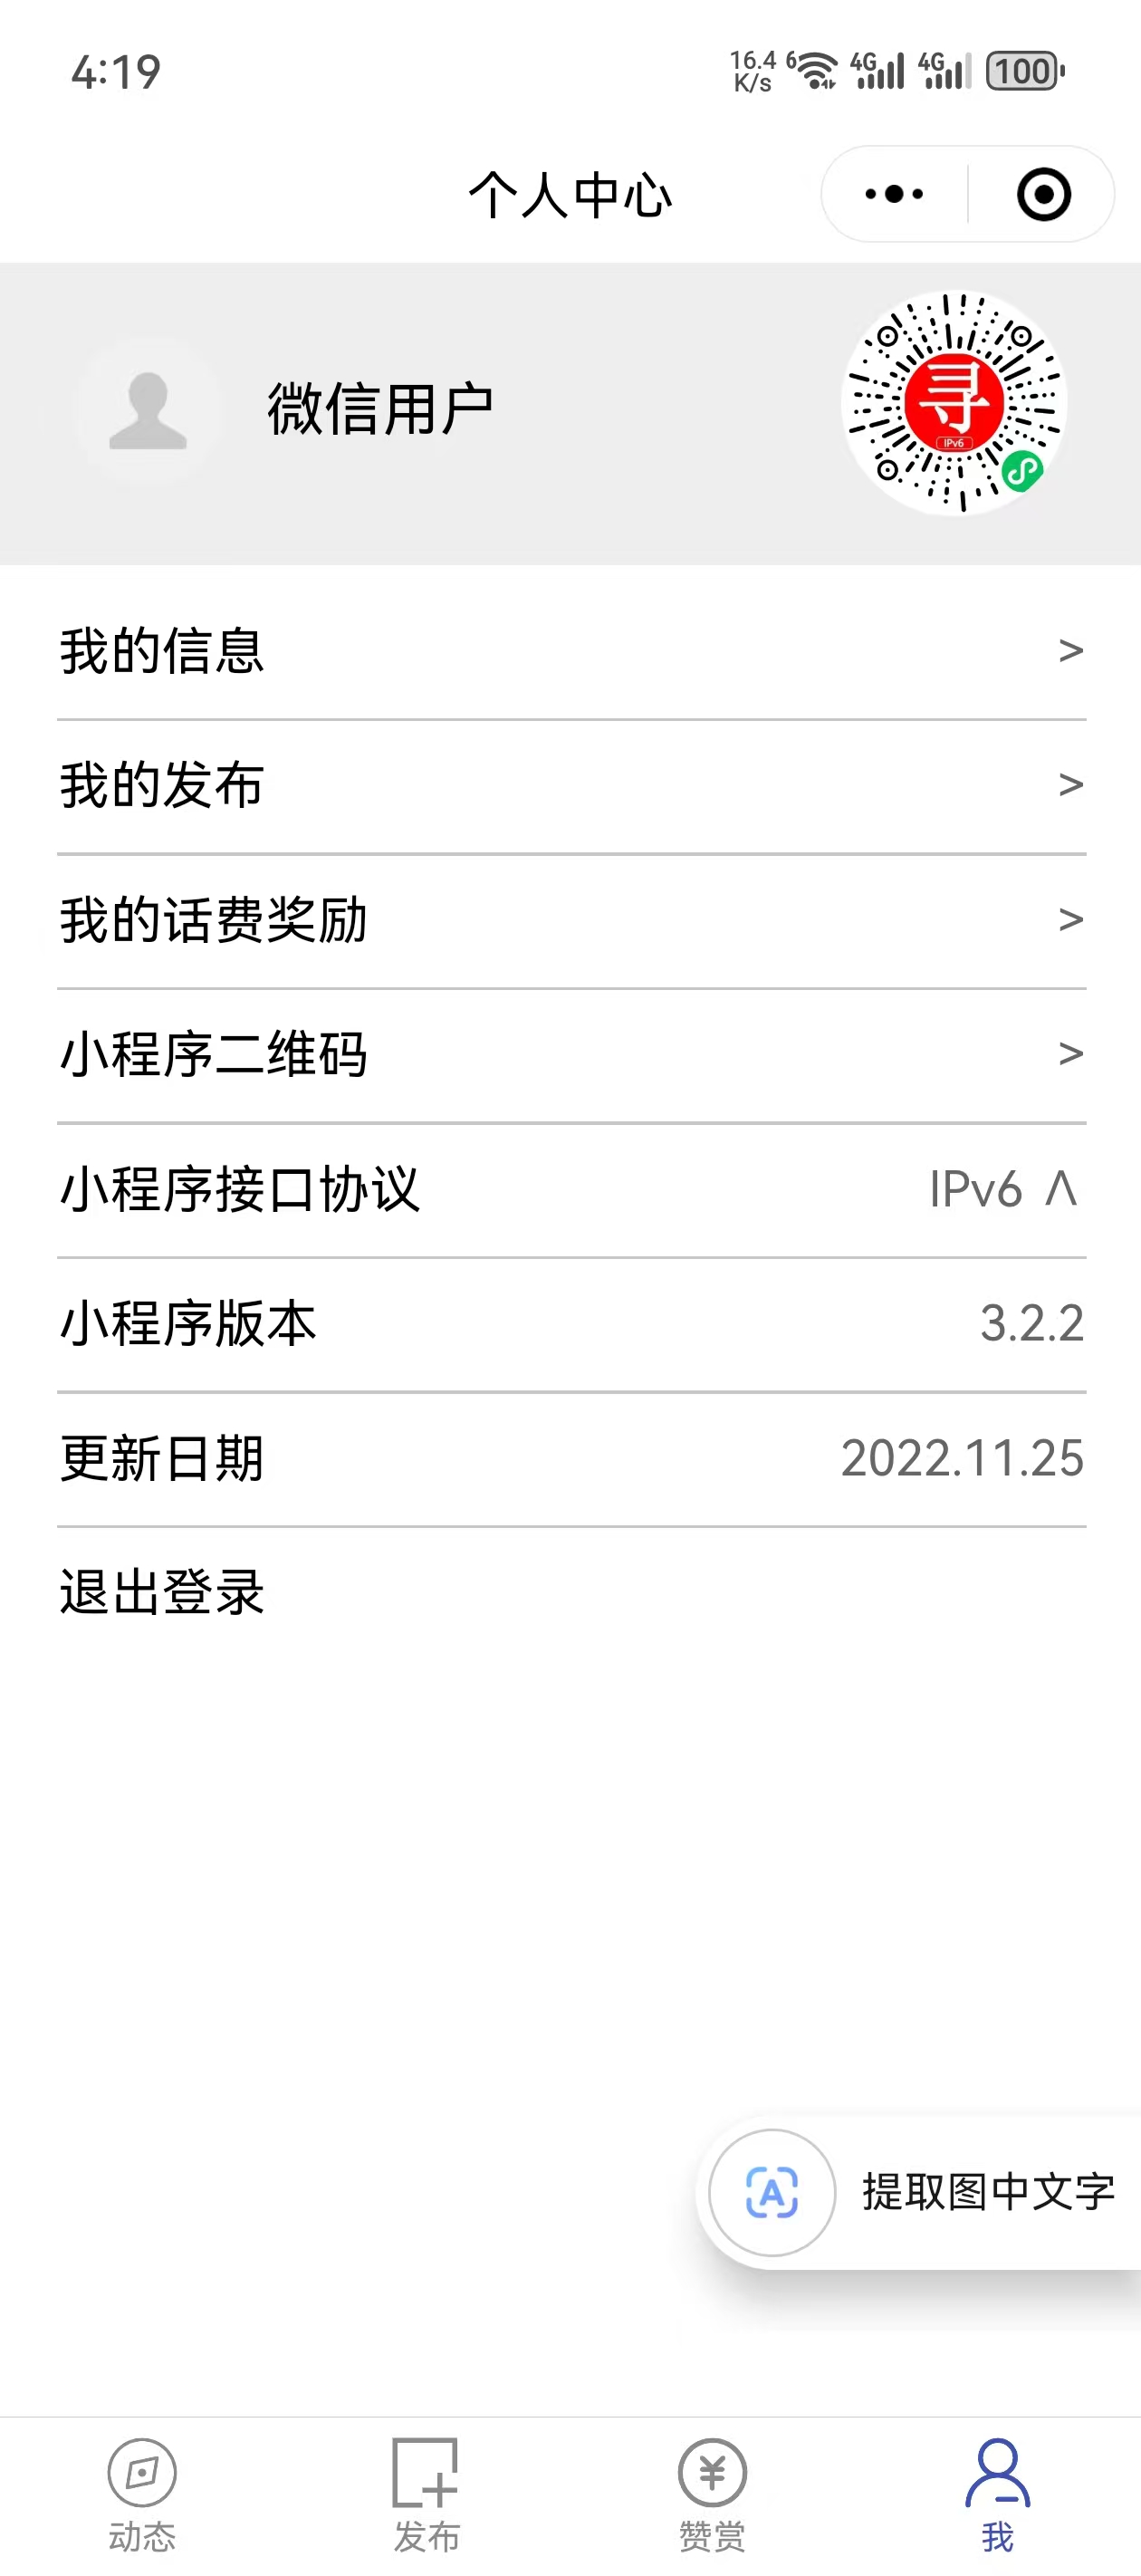 4:19
16.4 K/s 6 4G 4G 100
个人中心
微信用户
寻
IPv6
我的信息 >
我的发布 >
我的话费奖励 >
小程序二维码 >
小程序接口协议 IPv6 ∧
小程序版本 3.2.2
更新日期 2022.11.25
退出登录
A 提取图中文字
动态 发布 赞赏 我